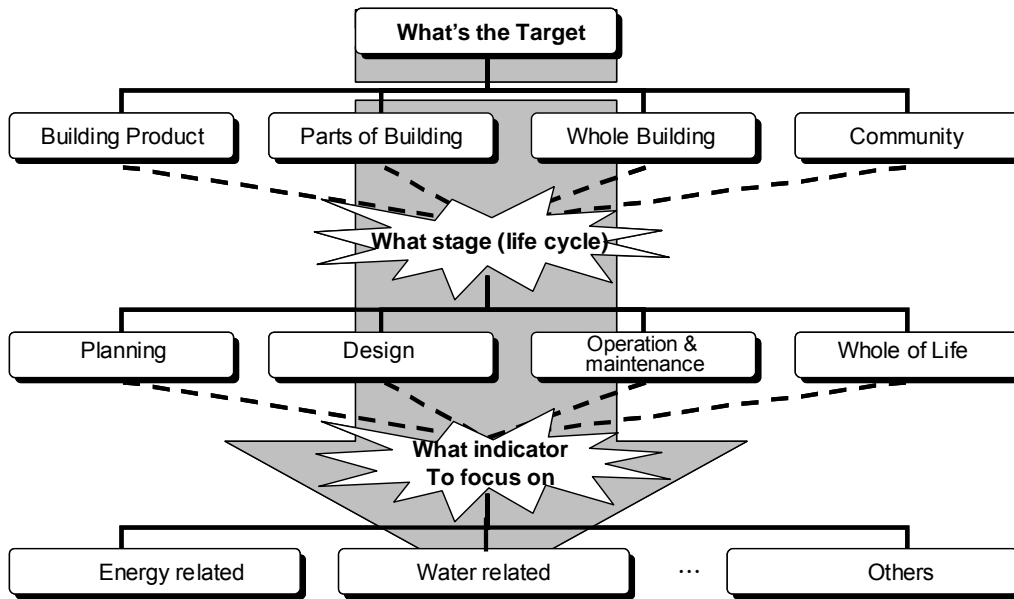 What's the Target
Building Product
Parts of Building
Whole Building
Community
What stage (life cycle)
Planning
Design
Operation &
maintenance
Whole of Life
What indicator
To focus on
Energy related
Water related
...
Others